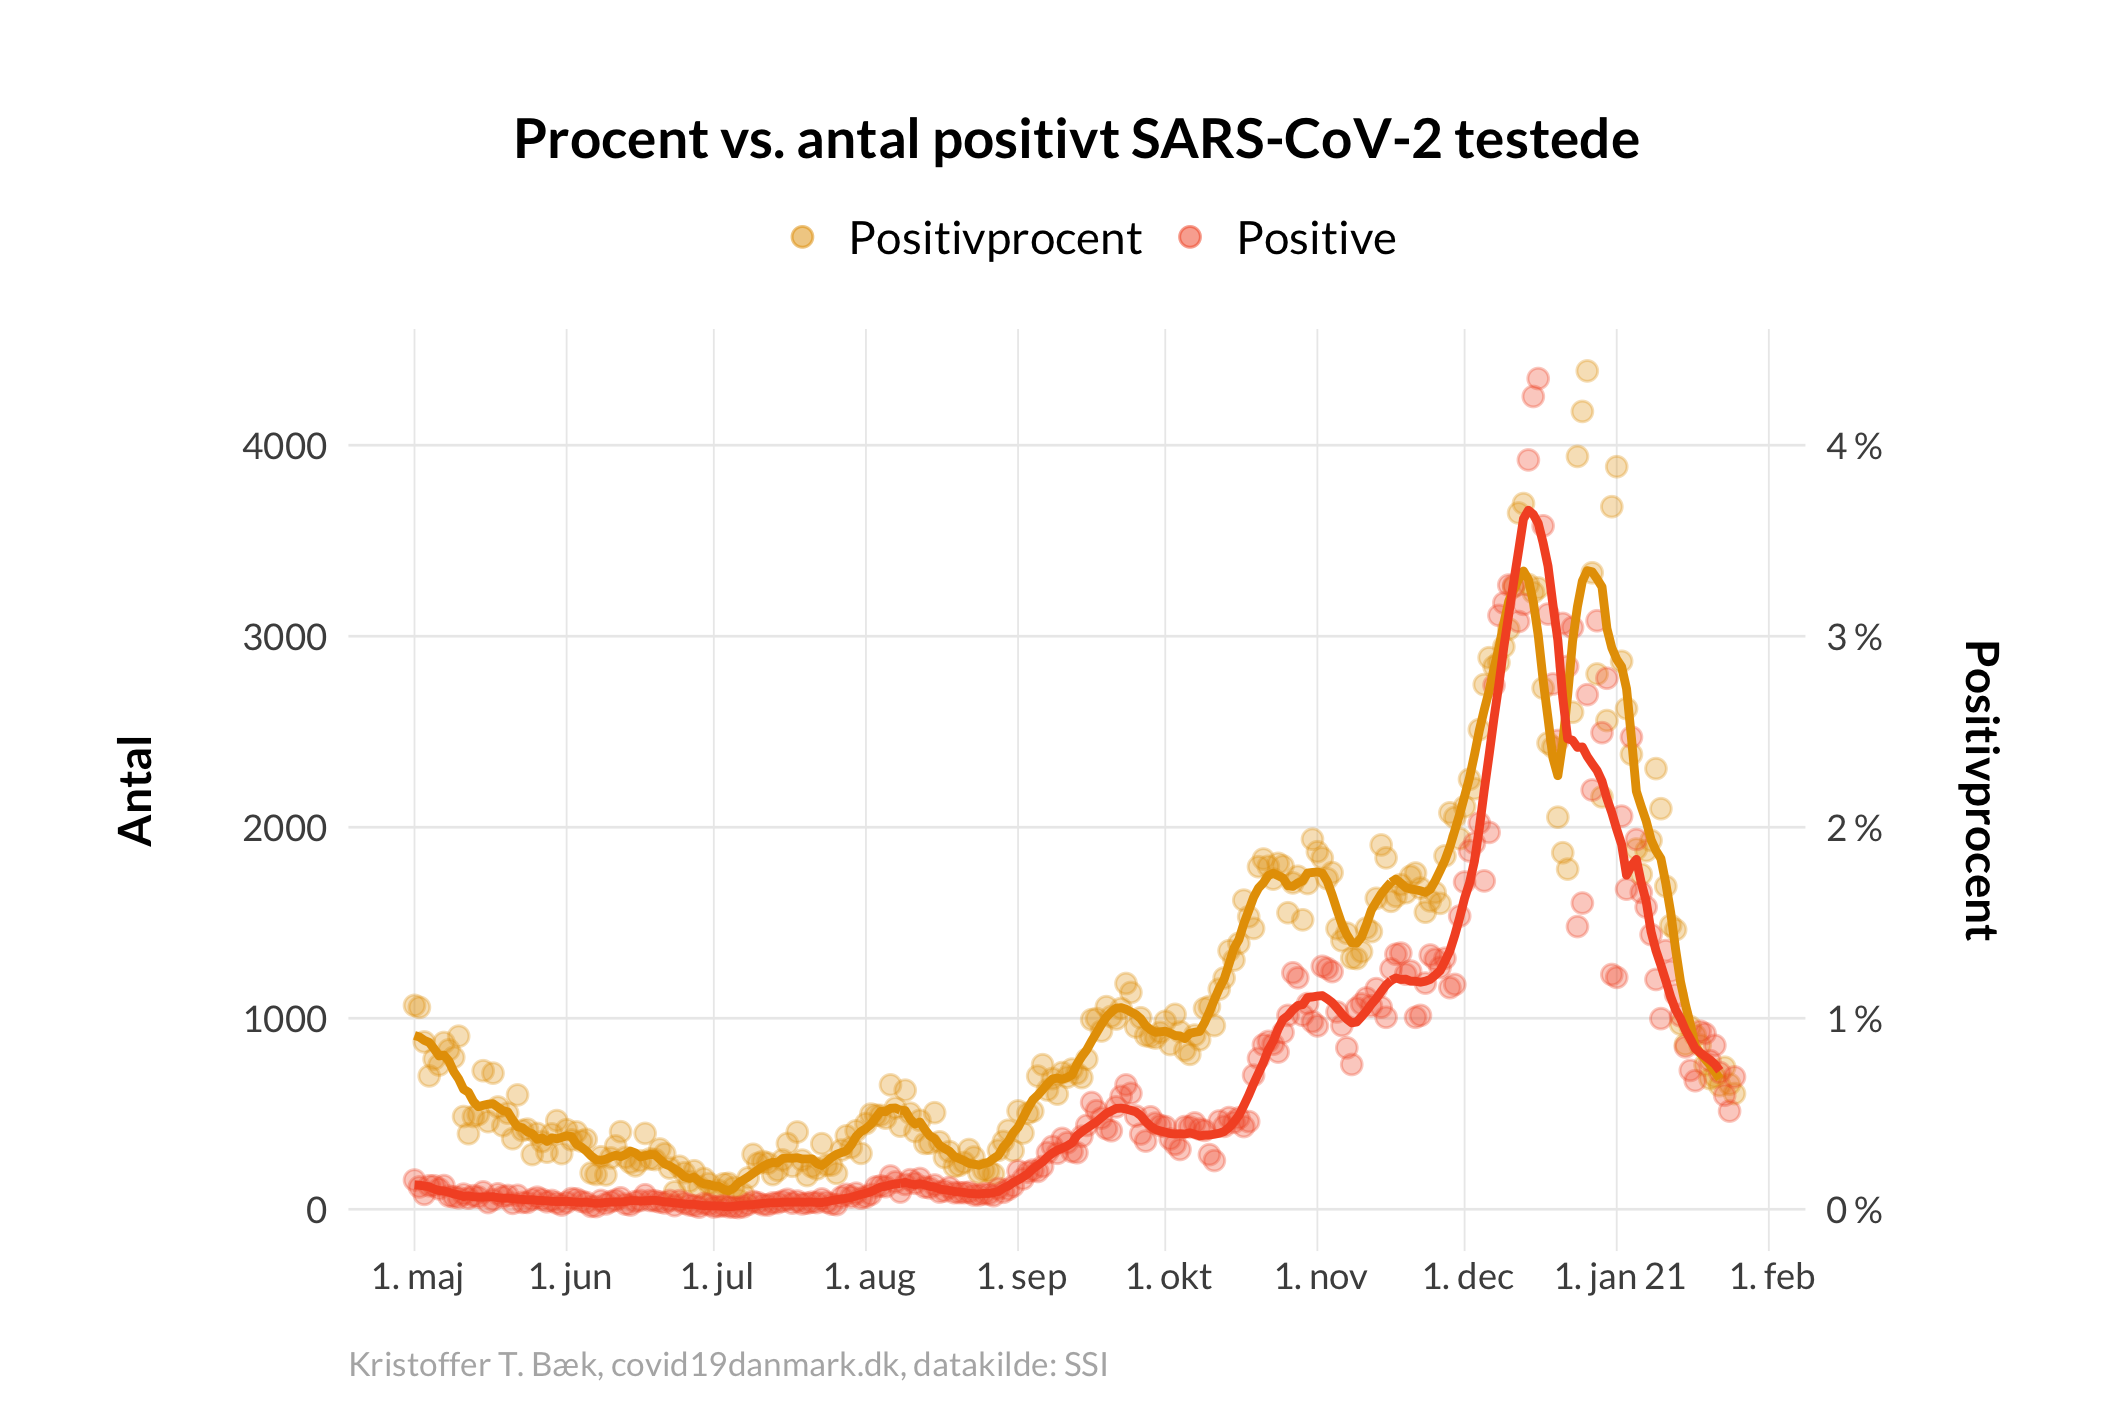 Procent vs. antal positivt SARS-CoV-2 testede
Positivprocent Positive
Antal
4000
3000
2000
1000
0
4 %
3 %
2 %
1 %
0 %
Positivprocent
1. maj 1. jun 1. jul 1. aug 1. sep 1. okt 1. nov 1. dec 1. jan 21 1. feb
Kristoffer T. Bæk, covid19danmark.dk, datakilde: SSI